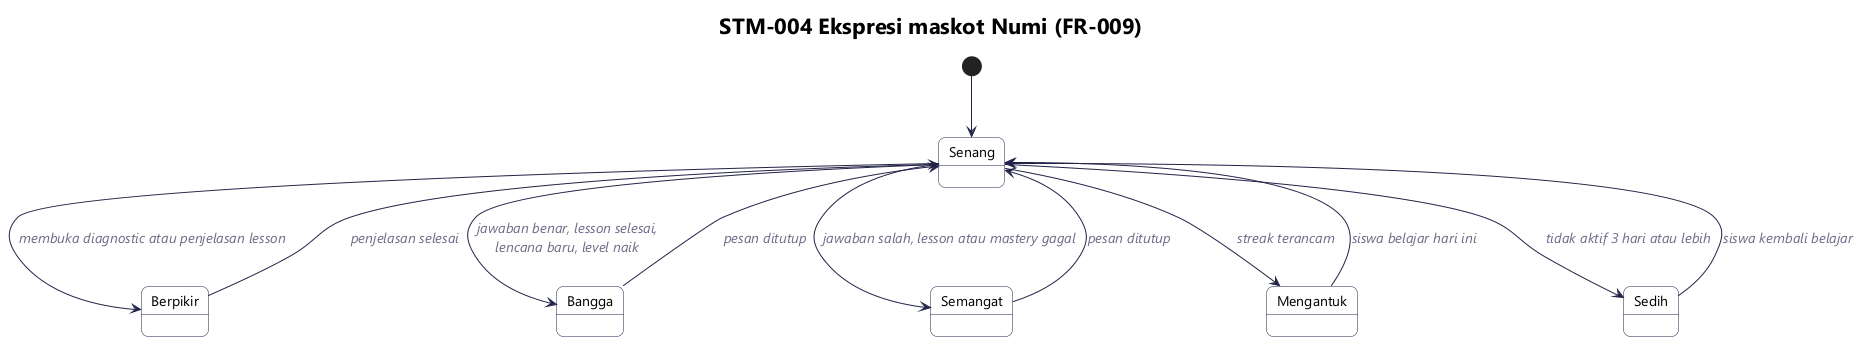 STM-004 Ekspresi maskot Numi (FR-009)
Senang
membuka diagnostic atau penjelasan lesson
penjelasan selesai
jawaban benar, lesson selesai,
lencana baru, level naik
pesan ditutup
jawaban salah, lesson atau mastery gagal
pesan ditutup
streak terancam
siswa belajar hari ini
tidak aktif 3 hari atau lebih
siswa kembali belajar
Berpikir
Bangga
Semangat
Mengantuk
Sedih